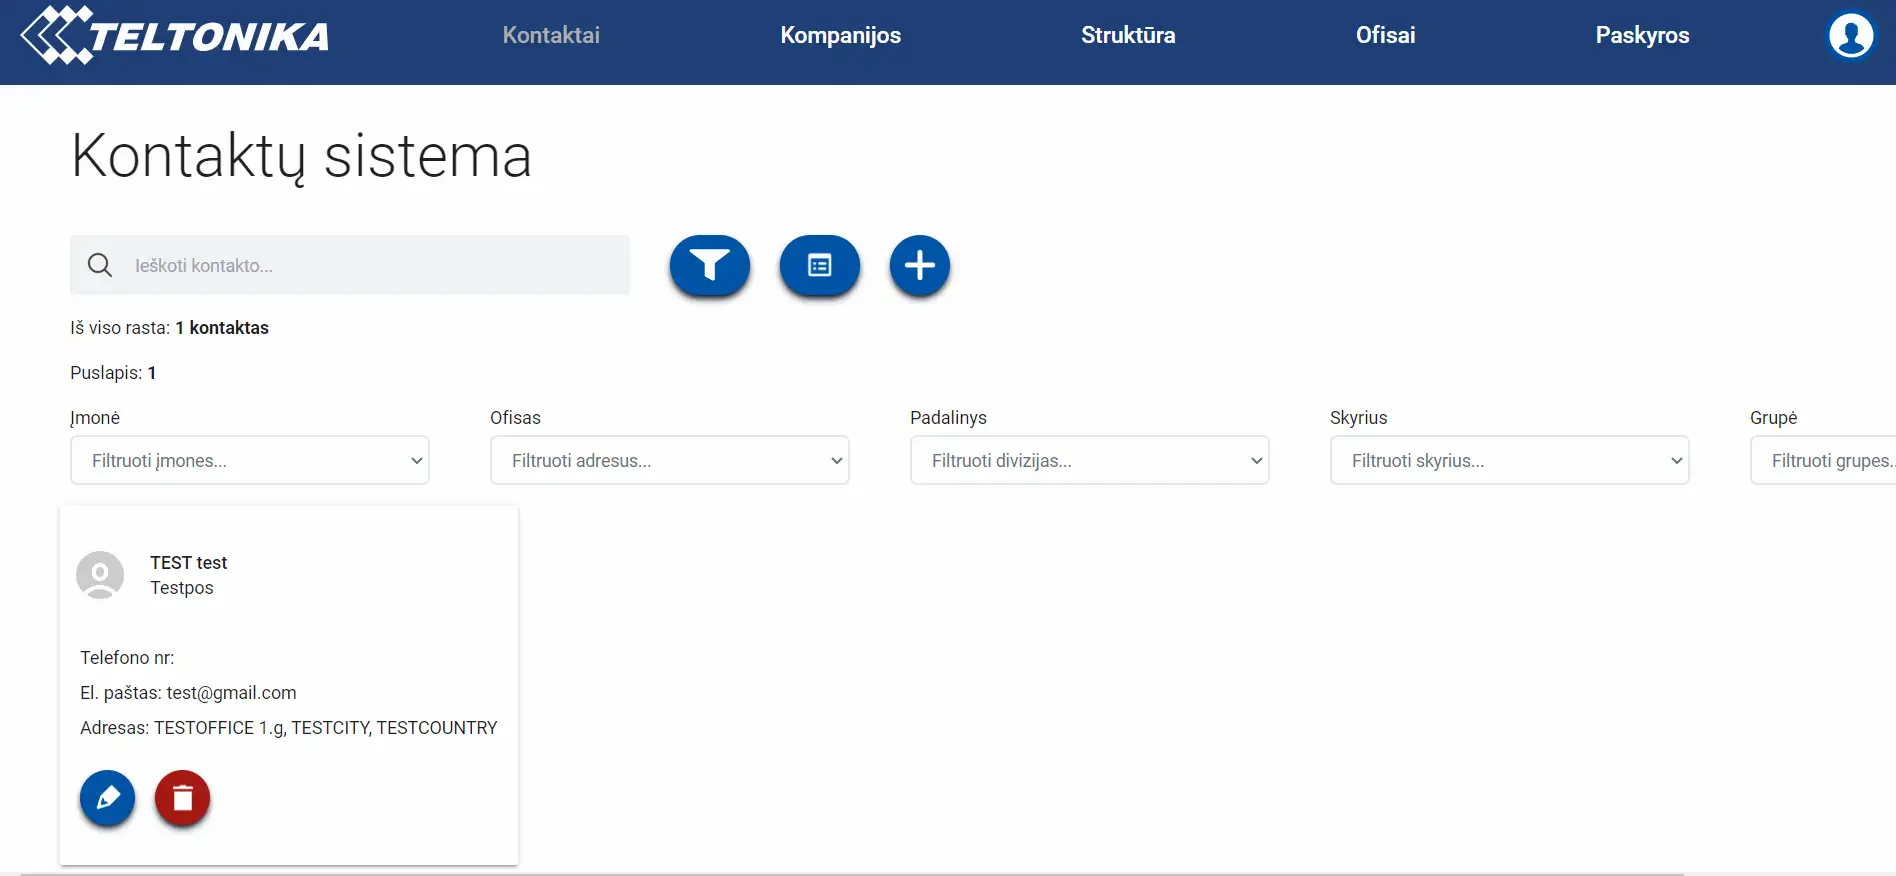 TELTONIKA Kontaktai Kompanijos Struktūra Ofisai Paskyros
Kontaktų sistema
Ieškoti kontakto...
Iš viso rasta: 1 kontaktas
Puslapis: 1
Įmonė Ofisas Padalinys Skyrius Grupė
Filtruoti įmones... Filtruoti adresus... Filtruoti divizijas... Filtruoti skyrius... Filtruoti grupes..
TEST test
Testpos
Telefono nr:
El. paštas: test@gmail.com
Adresas: TESTOFFICE 1.g, TESTCITY, TESTCOUNTRY